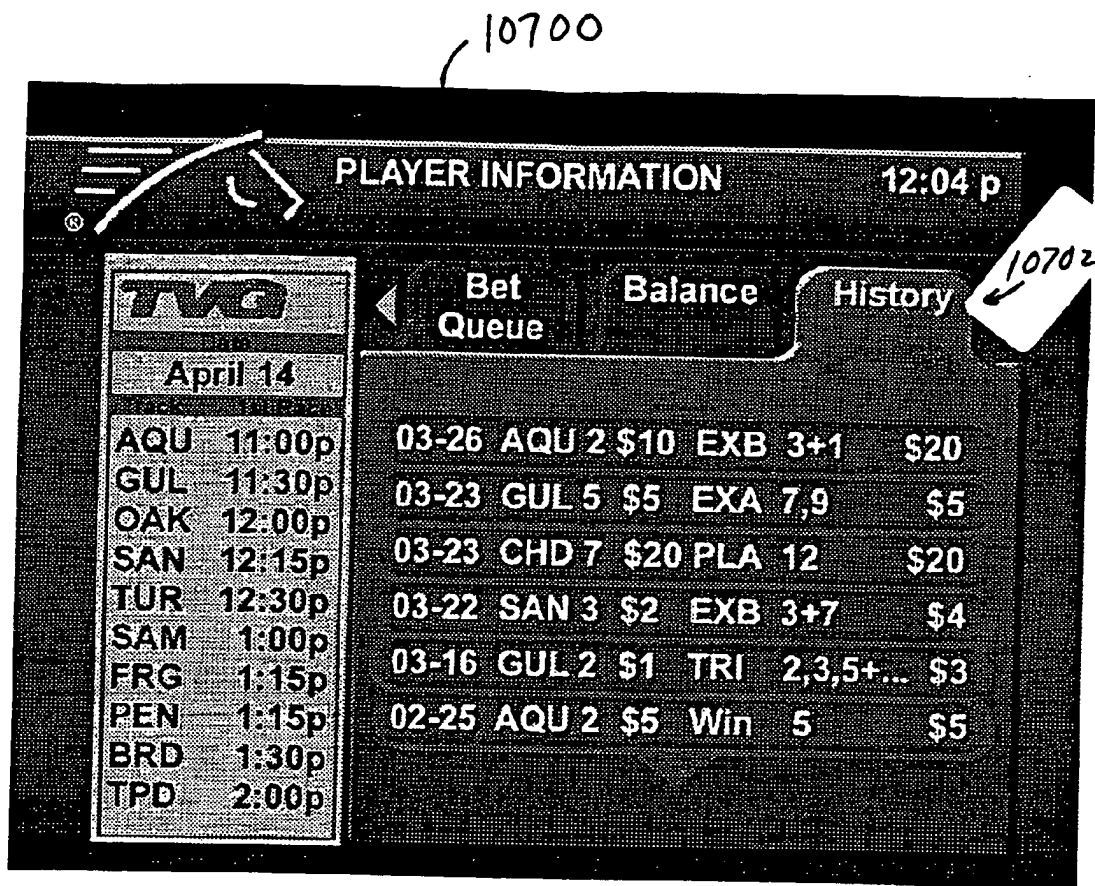 10700
PLAYER INFORMATION 12:04 p
®
10702
TVG
Bet Queue Balance History
April 14
Track 1st Race
AQU 11:00p
GUL 11:30p
OAK 12:00p
SAN 12:15p
TUR 12:30p
SAM 1:00p
FRG 1:15p
PEN 1:15p
BRD 1:30p
TPD 2:00p
03-26 AQU 2 $10 EXB 3+1 $20
03-23 GUL 5 $5 EXA 7,9 $5
03-23 CHD 7 $20 PLA 12 $20
03-22 SAN 3 $2 EXB 3+7 $4
03-16 GUL 2 $1 TRI 2,3,5+... $3
02-25 AQU 2 $5 Win 5 $5